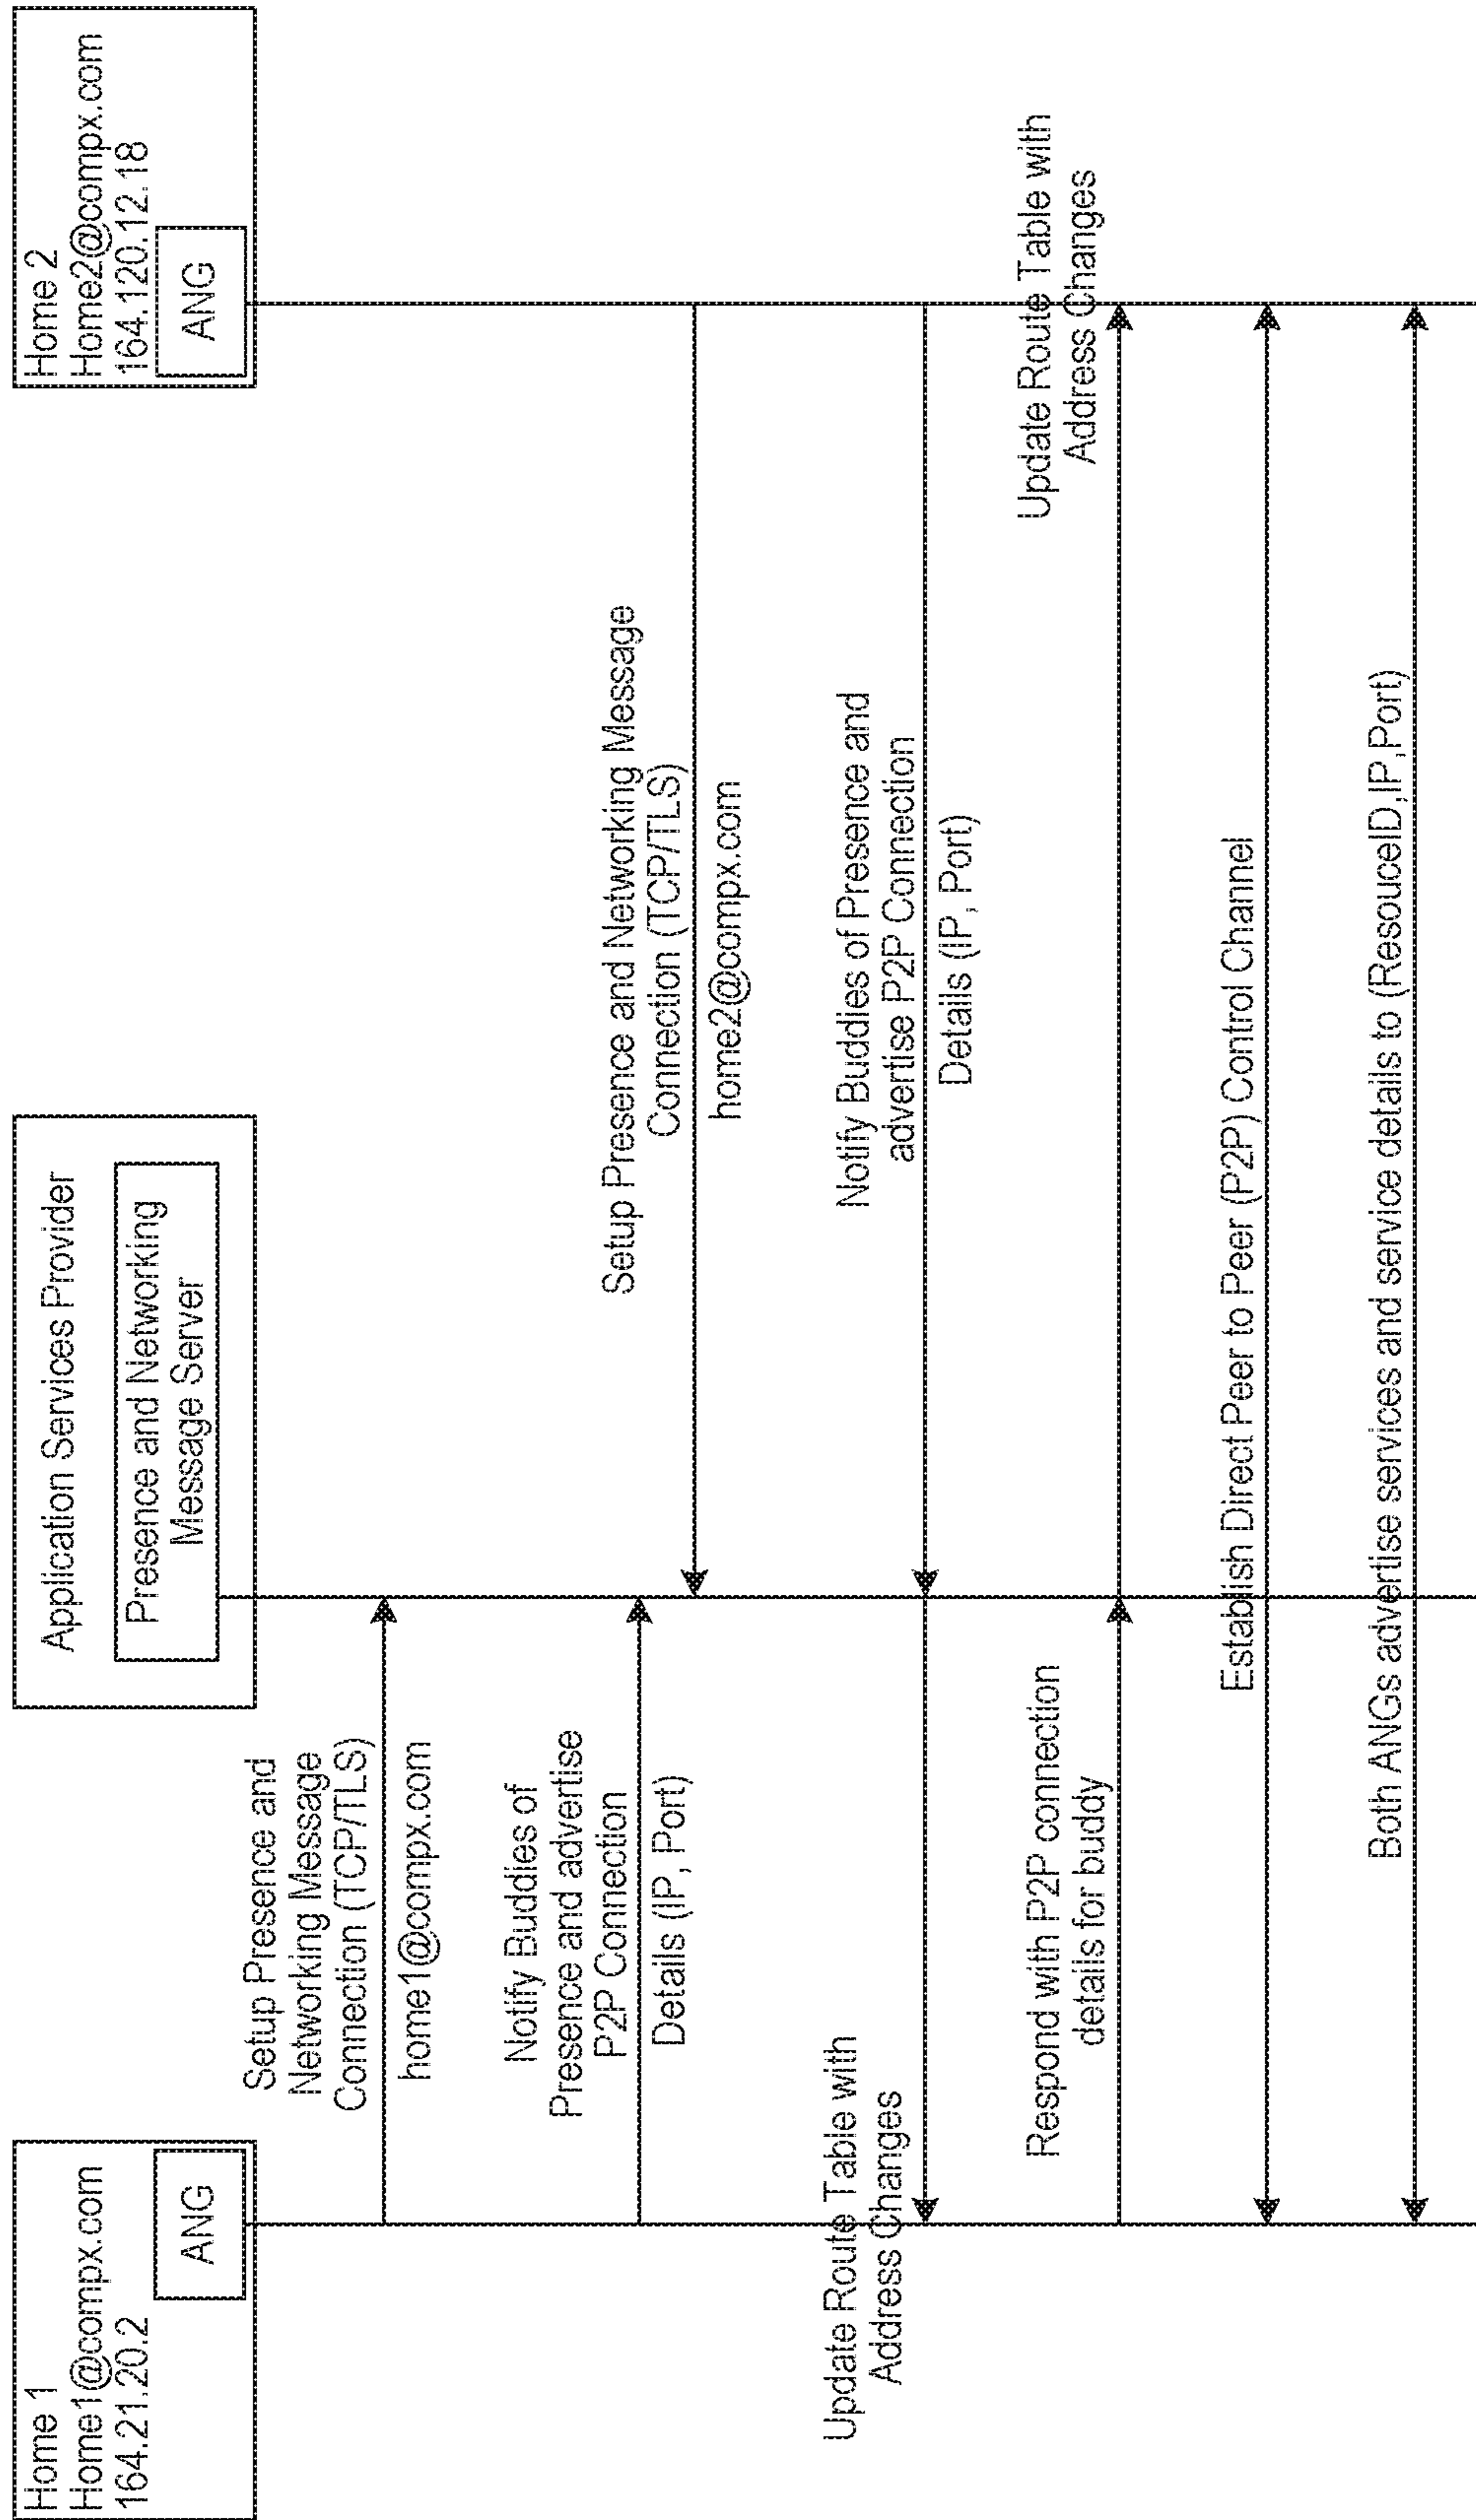 Home 1
Home1@compx.com
164.21.20.2
ANG
Application Services Provider
Presence and Networking
Message Server
Home 2
Home2@compx.com
164.120.12.18
ANG
Setup Presence and
Networking Message
Connection (TCP/TLS)
home1@compx.com
Notify Buddies of
Presence and advertise
P2P Connection
Details (IP, Port)
Setup Presence and Networking Message
Connection (TCP/TLS)
home2@compx.com
Notify Buddies of Presence and
advertise P2P Connection
Details (IP, Port)
Update Route Table with
Address Changes
Respond with P2P connection
details for buddy
Update Route Table with
Address Changes
Establish Direct Peer to Peer (P2P) Control Channel
Both ANGs advertise services and service details to (ResouceID,IP,Port)